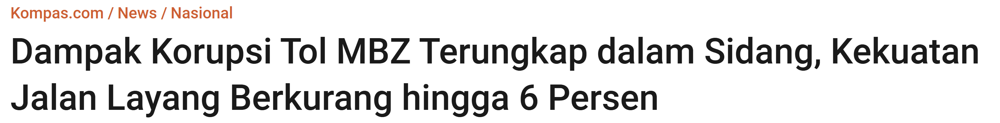 Kompas.com / News / Nasional
Dampak Korupsi Tol MBZ Terungkap dalam Sidang, Kekuatan
Jalan Layang Berkurang hingga 6 Persen